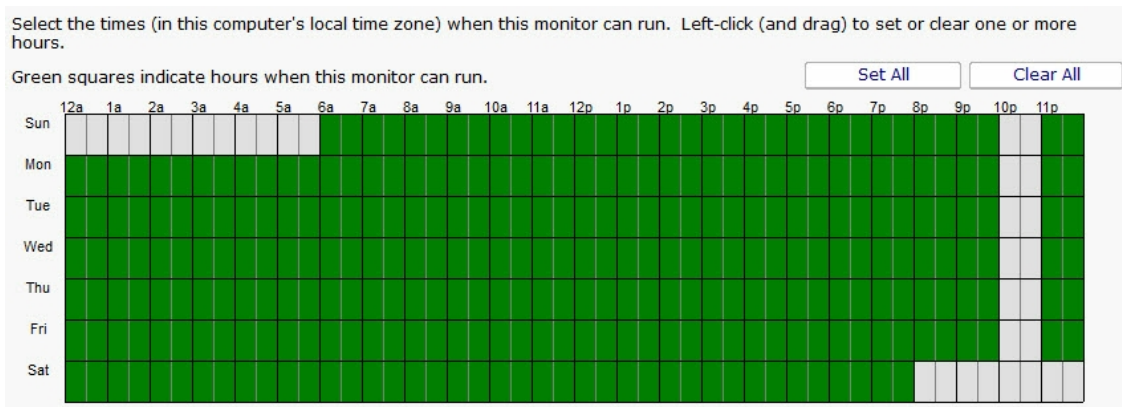 Select the times (in this computer's local time zone) when this monitor can run.  Left-click (and drag) to set or clear one or more
hours.
Green squares indicate hours when this monitor can run.
Set All
Clear All
12a 1a 2a 3a 4a 5a 6a 7a 8a 9a 10a 11a 12p 1p 2p 3p 4p 5p 6p 7p 8p 9p 10p 11p
Sun
Mon
Tue
Wed
Thu
Fri
Sat